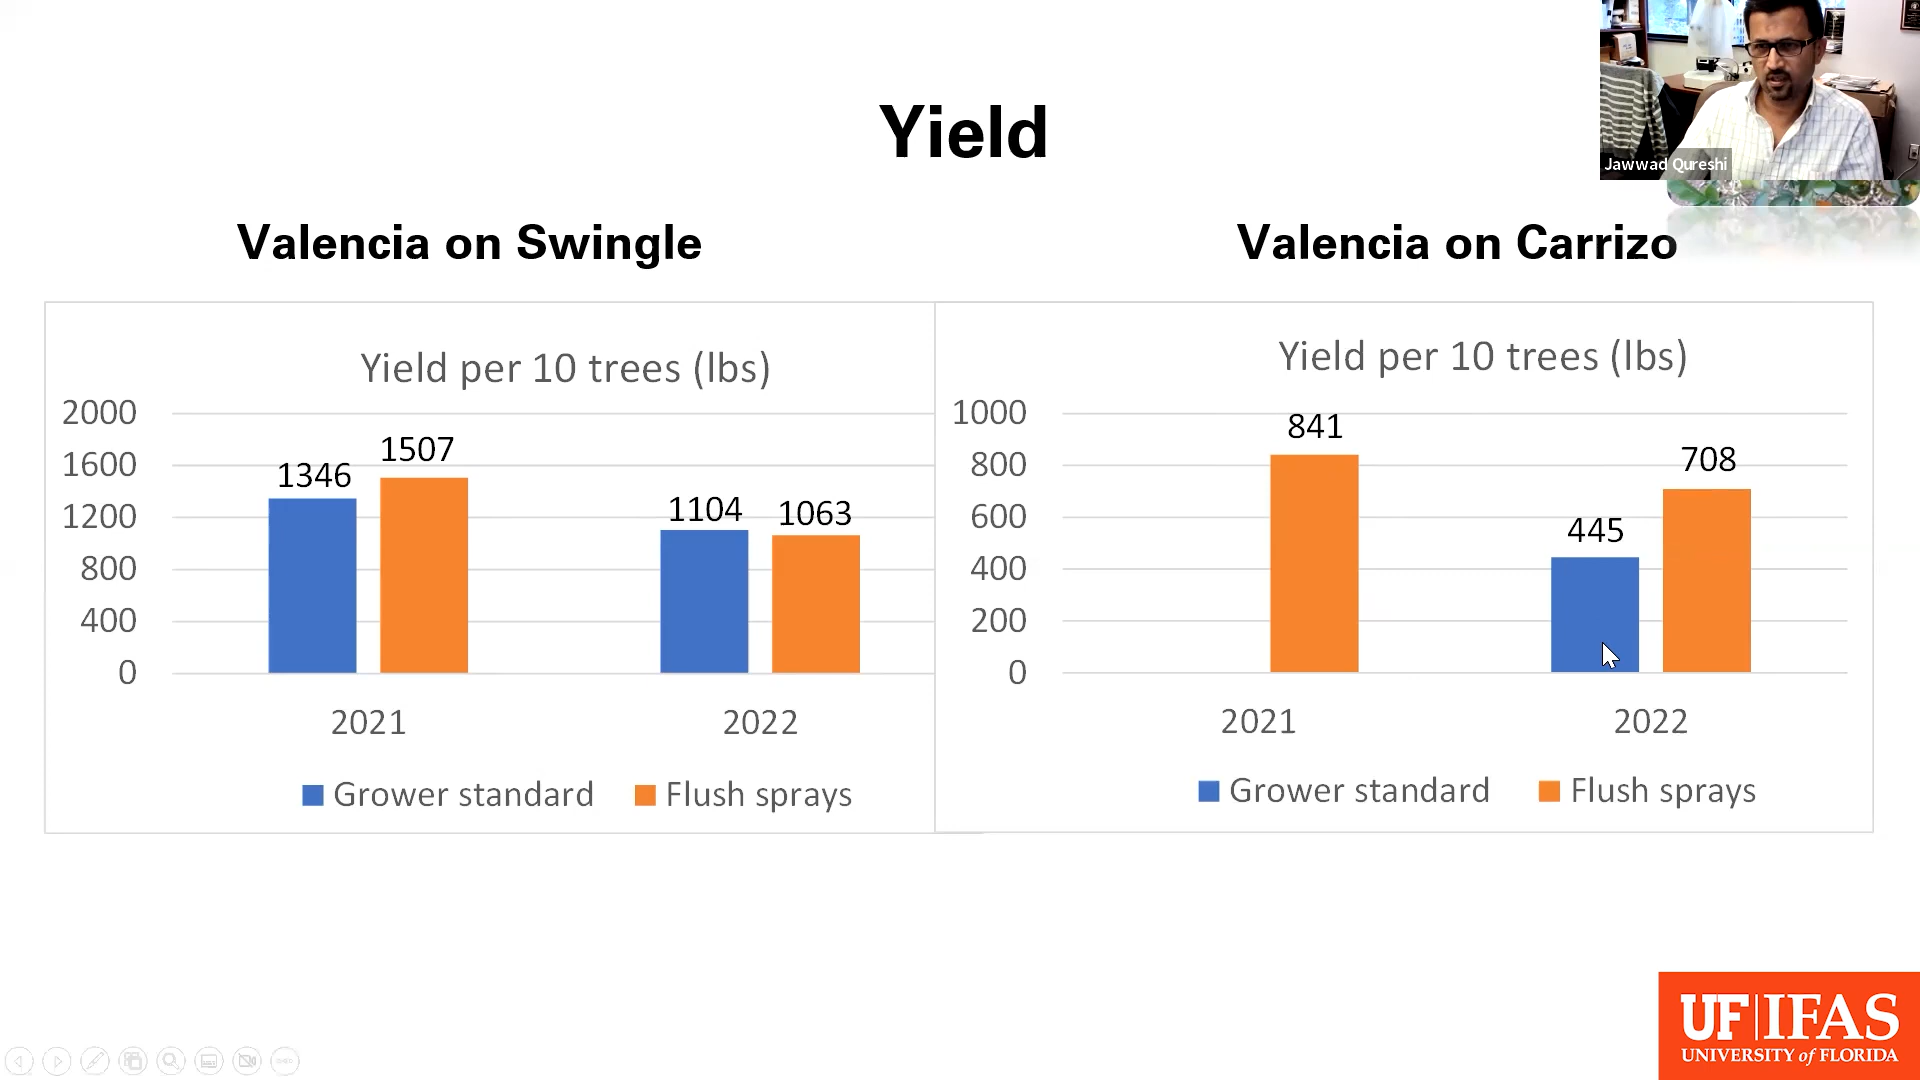 Yield
Jawwad Qureshi
Valencia on Swingle
Valencia on Carrizo
Yield per 10 trees (lbs)
2000
1600
1200
800
400
0
1346
1507
1104
1063
2021
2022
Grower standard
Flush sprays
Yield per 10 trees (lbs)
1000
800
600
400
200
0
841
445
708
2021
2022
Grower standard
Flush sprays
UF|IFAS
UNIVERSITY of FLORIDA